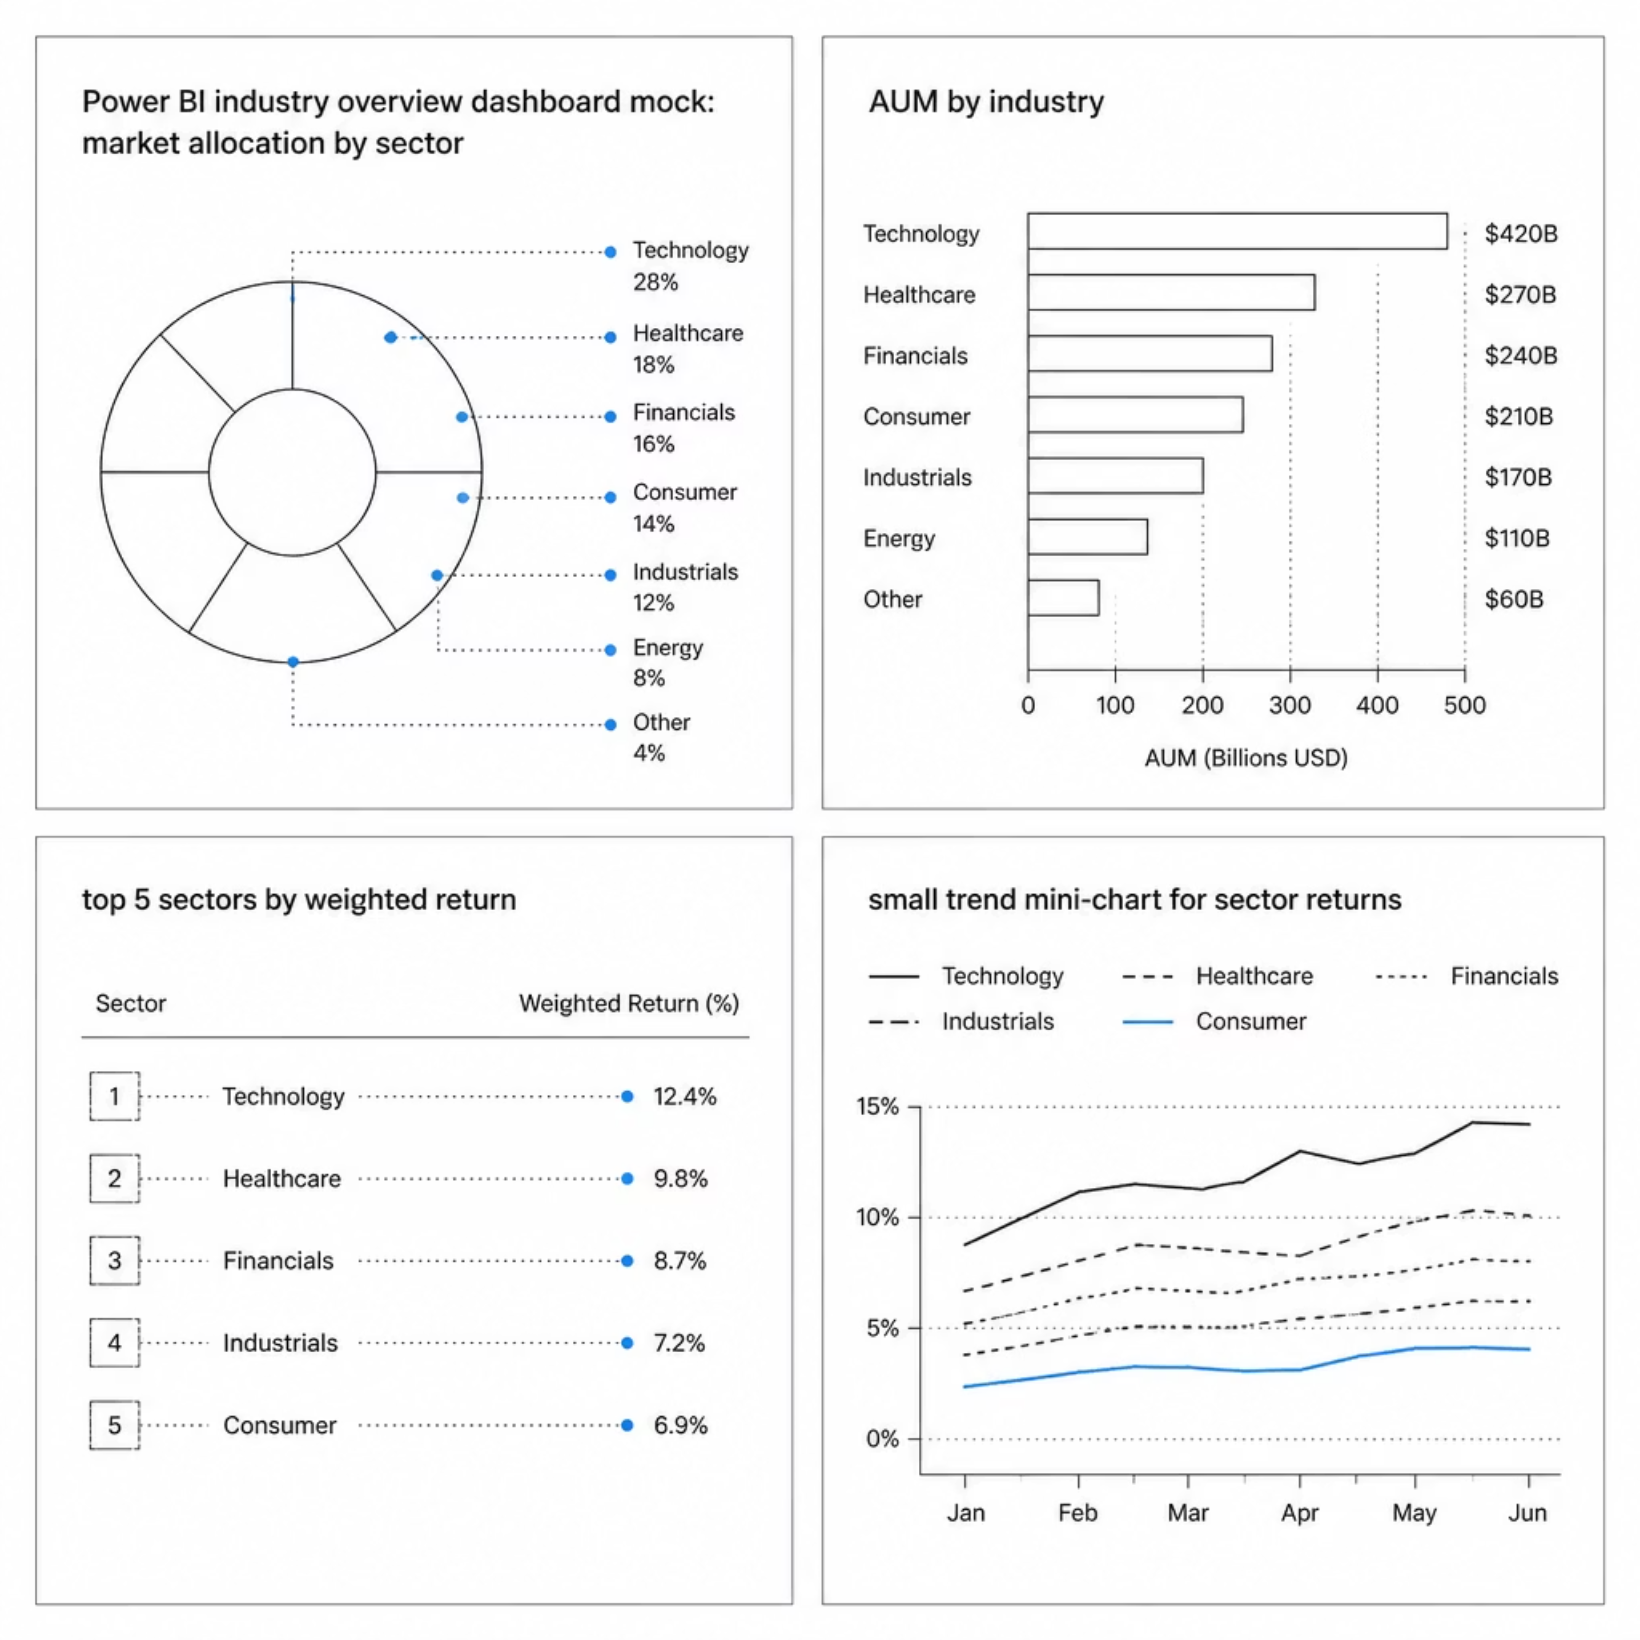 Power BI industry overview dashboard mock:
market allocation by sector
Technology
28%
Healthcare
18%
Financials
16%
Consumer
14%
Industrials
12%
Energy
8%
Other
4%
AUM by industry
Technology $420B
Healthcare $270B
Financials $240B
Consumer $210B
Industrials $170B
Energy $110B
Other $60B
0 100 200 300 400 500
AUM (Billions USD)
top 5 sectors by weighted return
Sector Weighted Return (%)
1 Technology 12.4%
2 Healthcare 9.8%
3 Financials 8.7%
4 Industrials 7.2%
5 Consumer 6.9%
small trend mini-chart for sector returns
Technology Healthcare Financials
Industrials Consumer
15%
10%
5%
0%
Jan Feb Mar Apr May Jun